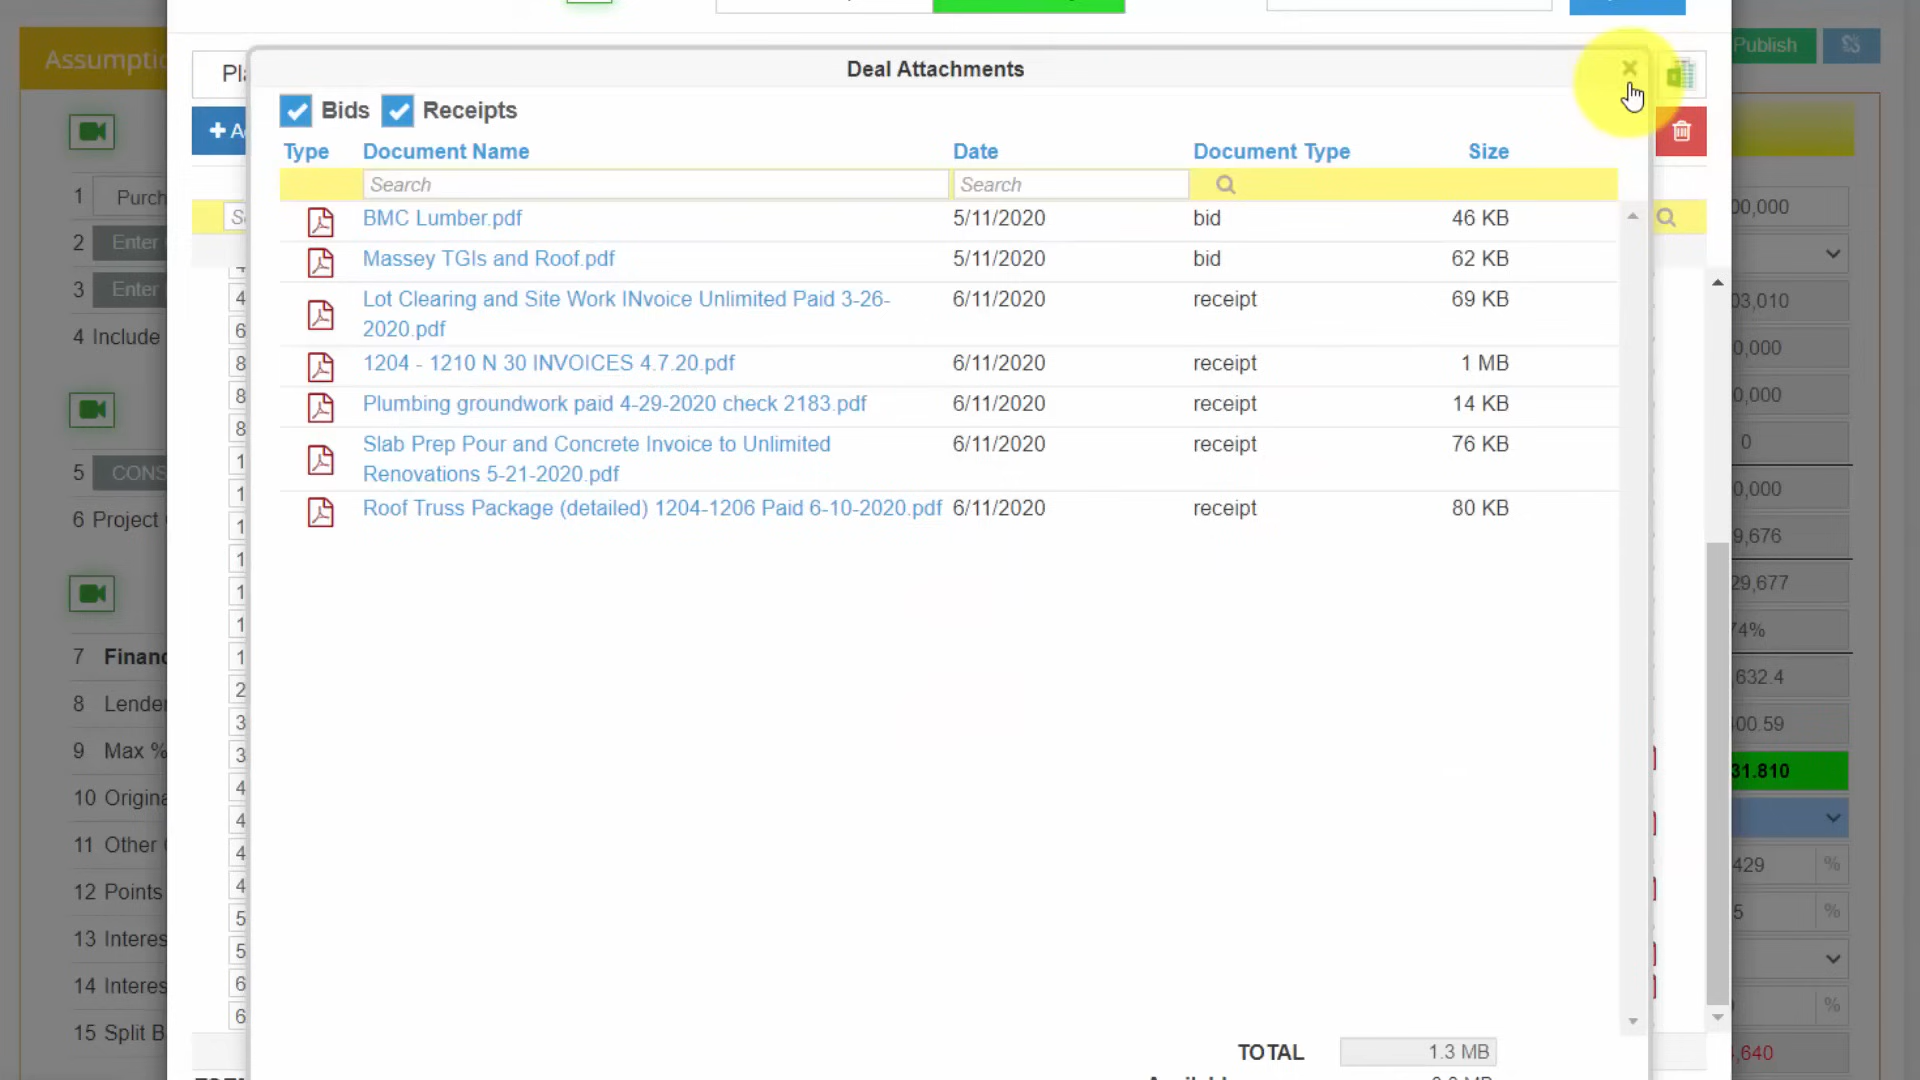 Publish
Deal Attachments
Bids Receipts
Type Document Name Date Document Type Size
Search Search
BMC Lumber.pdf 5/11/2020 bid 46 KB
Massey TGIs and Roof.pdf 5/11/2020 bid 62 KB
Lot Clearing and Site Work INvoice Unlimited Paid 3-26-
2020.pdf 6/11/2020 receipt 69 KB
1204 - 1210 N 30 INVOICES 4.7.20.pdf 6/11/2020 receipt 1 MB
Plumbing groundwork paid 4-29-2020 check 2183.pdf 6/11/2020 receipt 14 KB
Slab Prep Pour and Concrete Invoice to Unlimited
Renovations 5-21-2020.pdf 6/11/2020 receipt 76 KB
Roof Truss Package (detailed) 1204-1206 Paid 6-10-2020.pdf 6/11/2020 receipt 80 KB
TOTAL 1.3 MB
1
2 Enter
3 Enter
4 Include
5
6 Project
7
8
9 Max %
10
11 Other
12 Points
13
14
15 Split